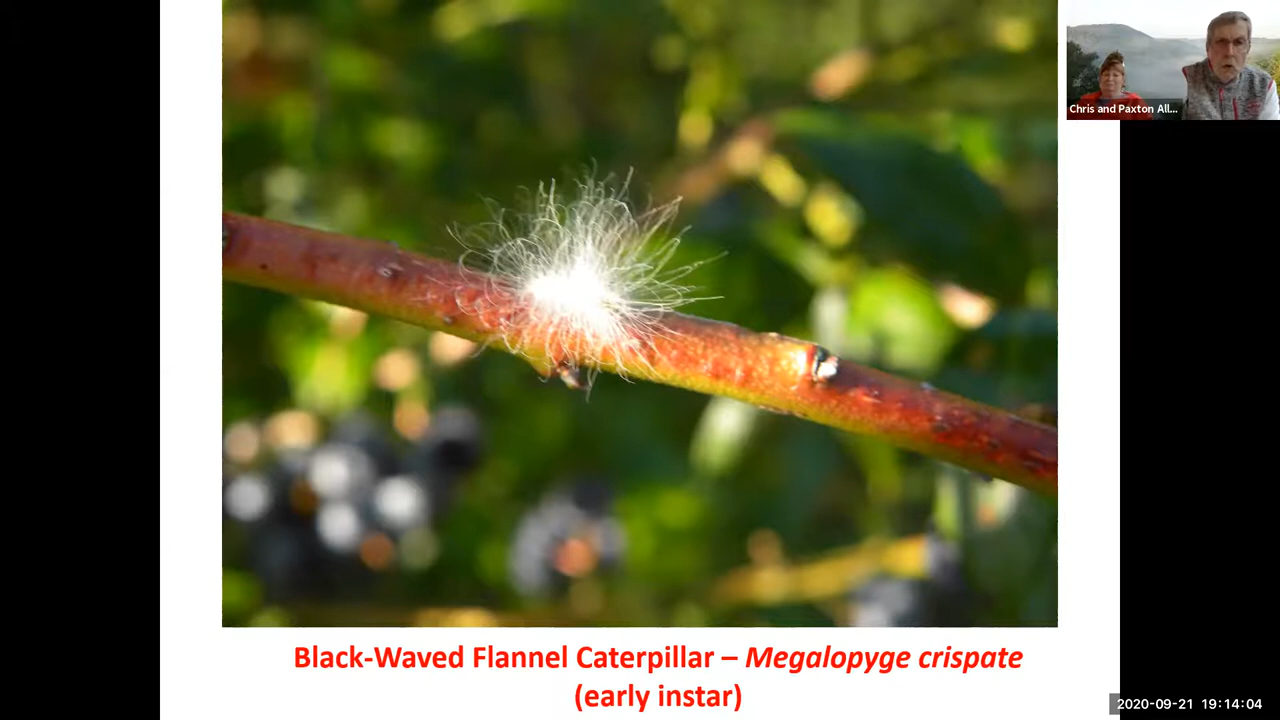 Chris and Paxton All...
Black-Waved Flannel Caterpillar – Megalopyge crispate
(early instar)
2020-09-21 19:14:04